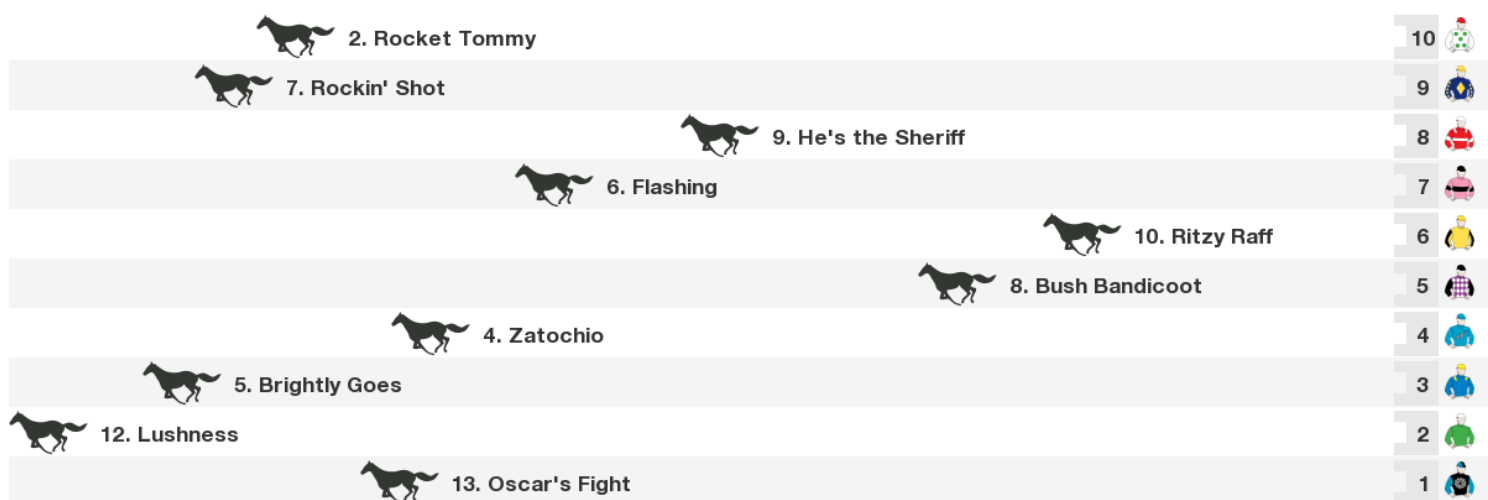 2. Rocket Tommy 10
7. Rockin' Shot 9
9. He's the Sheriff 8
6. Flashing 7
10. Ritzy Raff 6
8. Bush Bandicoot 5
4. Zatochio 4
5. Brightly Goes 3
12. Lushness 2
13. Oscar's Fight 1